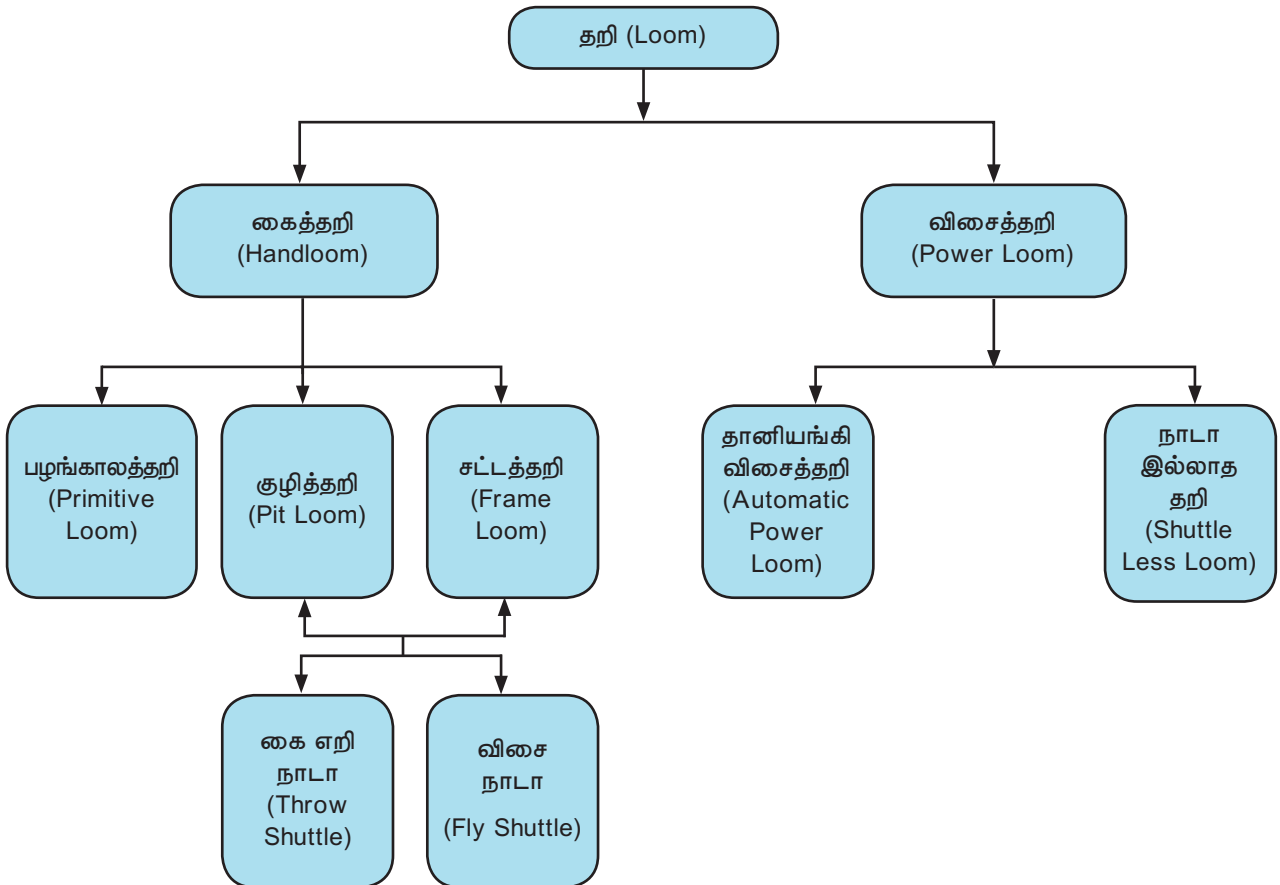 தறி (Loom)
கைத்தறி
(Handloom)
விசைத்தறி
(Power Loom)
பழங்காலத்தறி
(Primitive
Loom)
குழித்தறி
(Pit Loom)
சட்டத்தறி
(Frame
Loom)
தானியங்கி
விசைத்தறி
(Automatic
Power
Loom)
நாடா
இல்லாத
தறி
(Shuttle
Less Loom)
கை எறி
நாடா
(Throw
Shuttle)
விசை
நாடா
(Fly Shuttle)